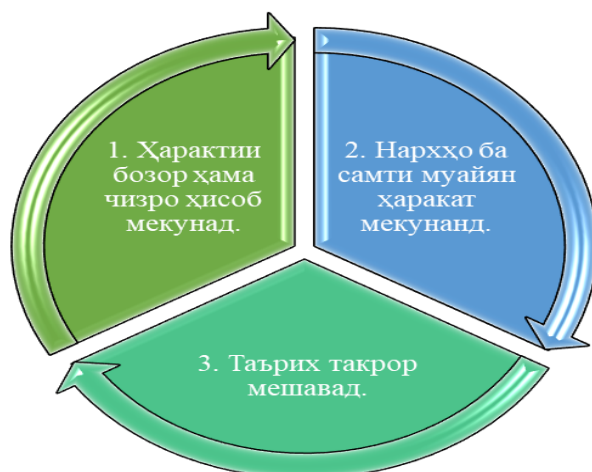 1. Ҳарактии
бозор ҳама
чизро ҳисоб
мекунад.
2. Нархҳо ба
самти муайян
ҳаракат
мекунанд.
3. Таърих такрор
мешавад.